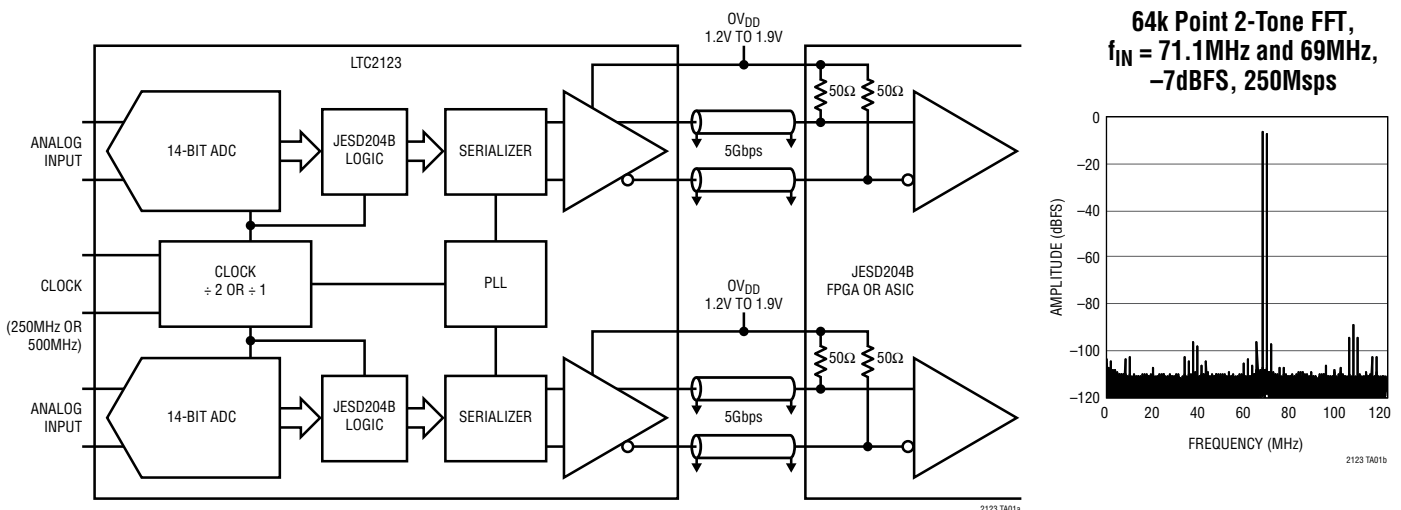 OVDD
1.2V TO 1.9V
LTC2123
50Ω
50Ω
ANALOG
INPUT
14-BIT ADC
JESD204B
LOGIC
SERIALIZER
5Gbps
CLOCK
(250MHz OR
500MHz)
CLOCK
÷ 2 OR ÷ 1
PLL
OVDD
1.2V TO 1.9V
JESD204B
FPGA OR ASIC
50Ω
50Ω
ANALOG
INPUT
14-BIT ADC
JESD204B
LOGIC
SERIALIZER
5Gbps
2123 TA01a
64k Point 2-Tone FFT,
fIN = 71.1MHz and 69MHz,
–7dBFS, 250Msps
AMPLITUDE (dBFS)
0
–20
–40
–60
–80
–100
–120
0 20 40 60 80 100 120
FREQUENCY (MHz)
2123 TA01b